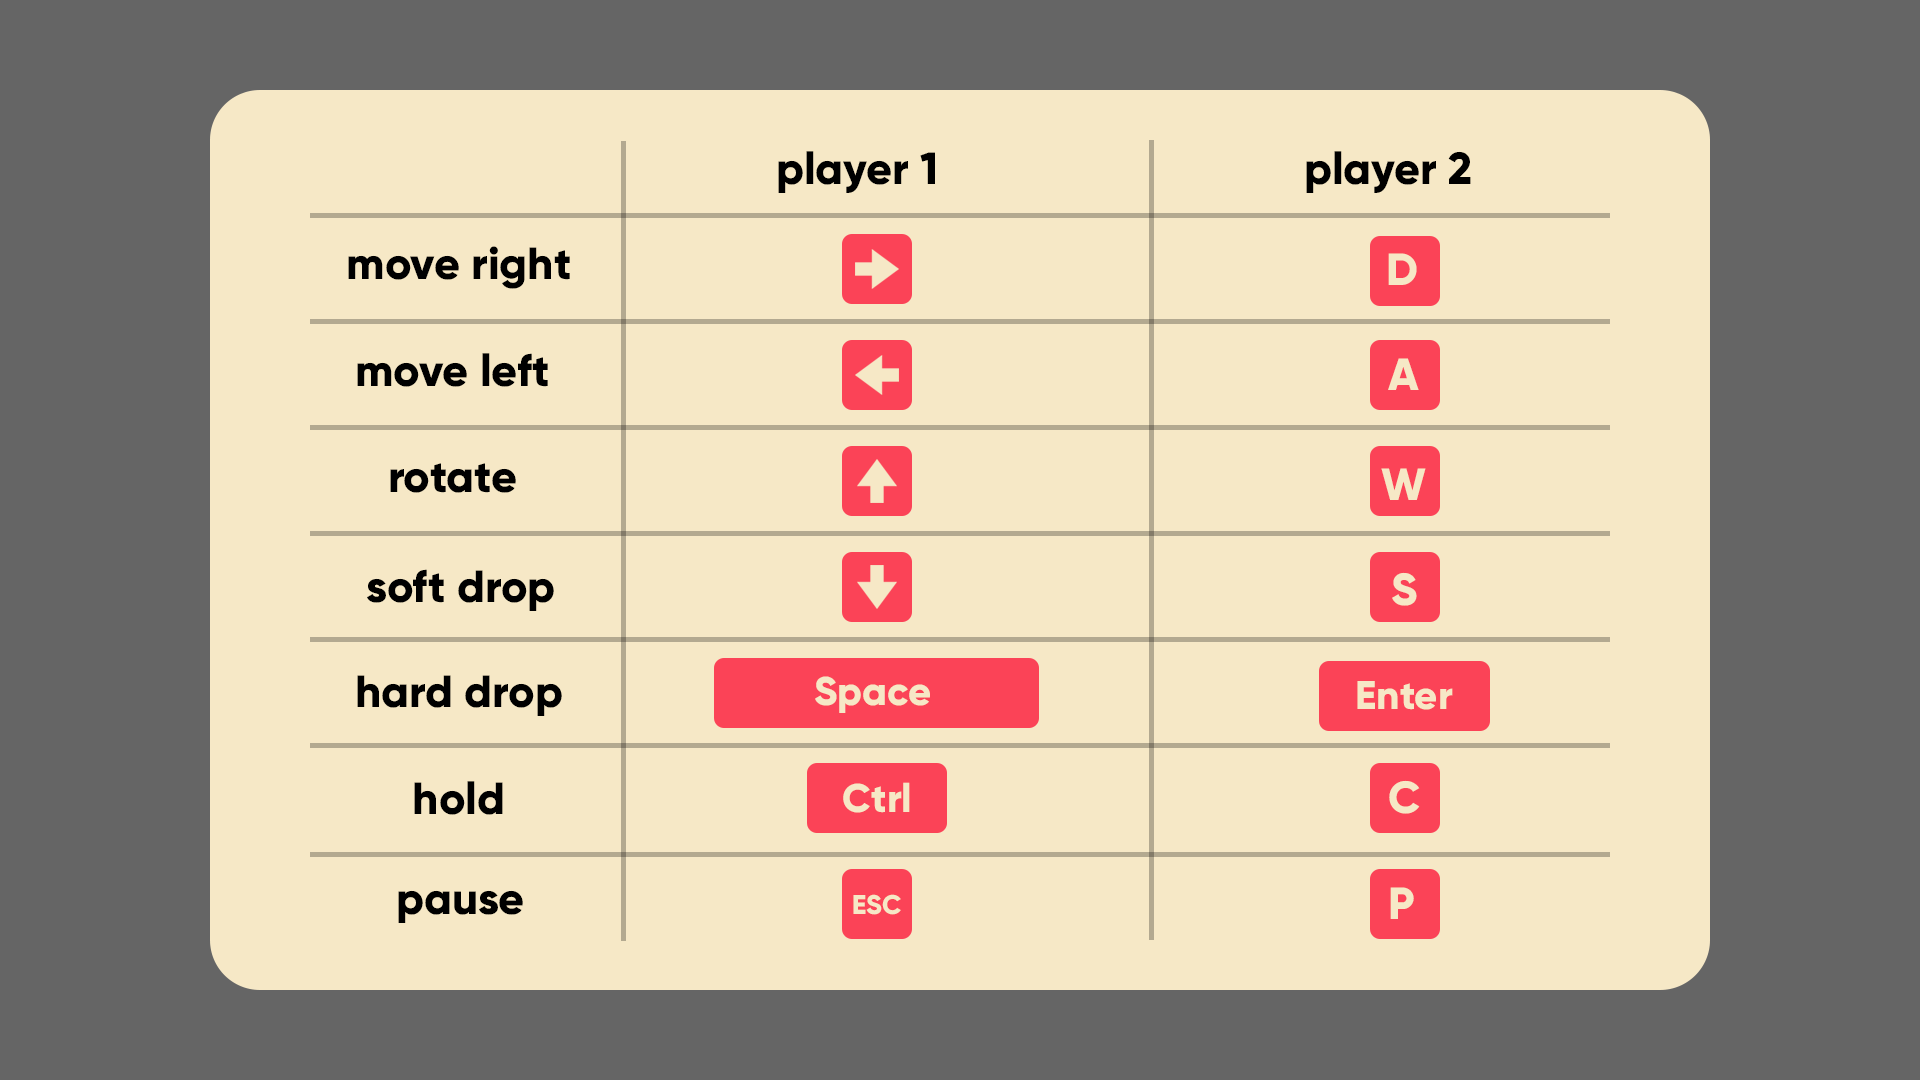 player 1 player 2
move right → D
move left ← A
rotate ↑ W
soft drop ↓ S
hard drop Space Enter
hold Ctrl C
pause ESC P